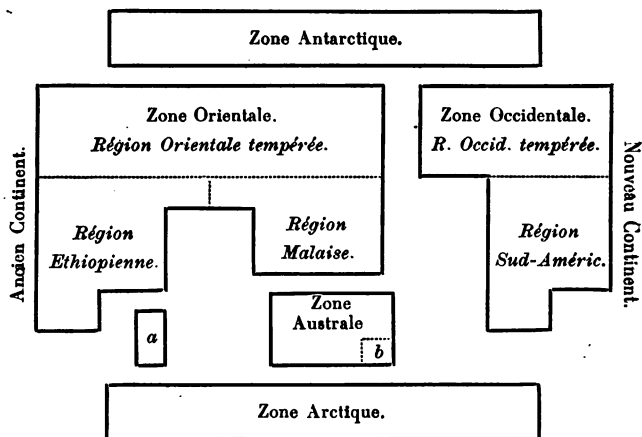 Zone Antarctique.
Zone Orientale.
Région Orientale tempérée.
Zone Occidentale.
R. Occid. tempérée.
Ancien Continent.
Région
Ethiopienne.
Région
Malaise.
Région
Sud-Améric.
Nouveau Continent.
a
Zone
Australe
b
Zone Arctique.